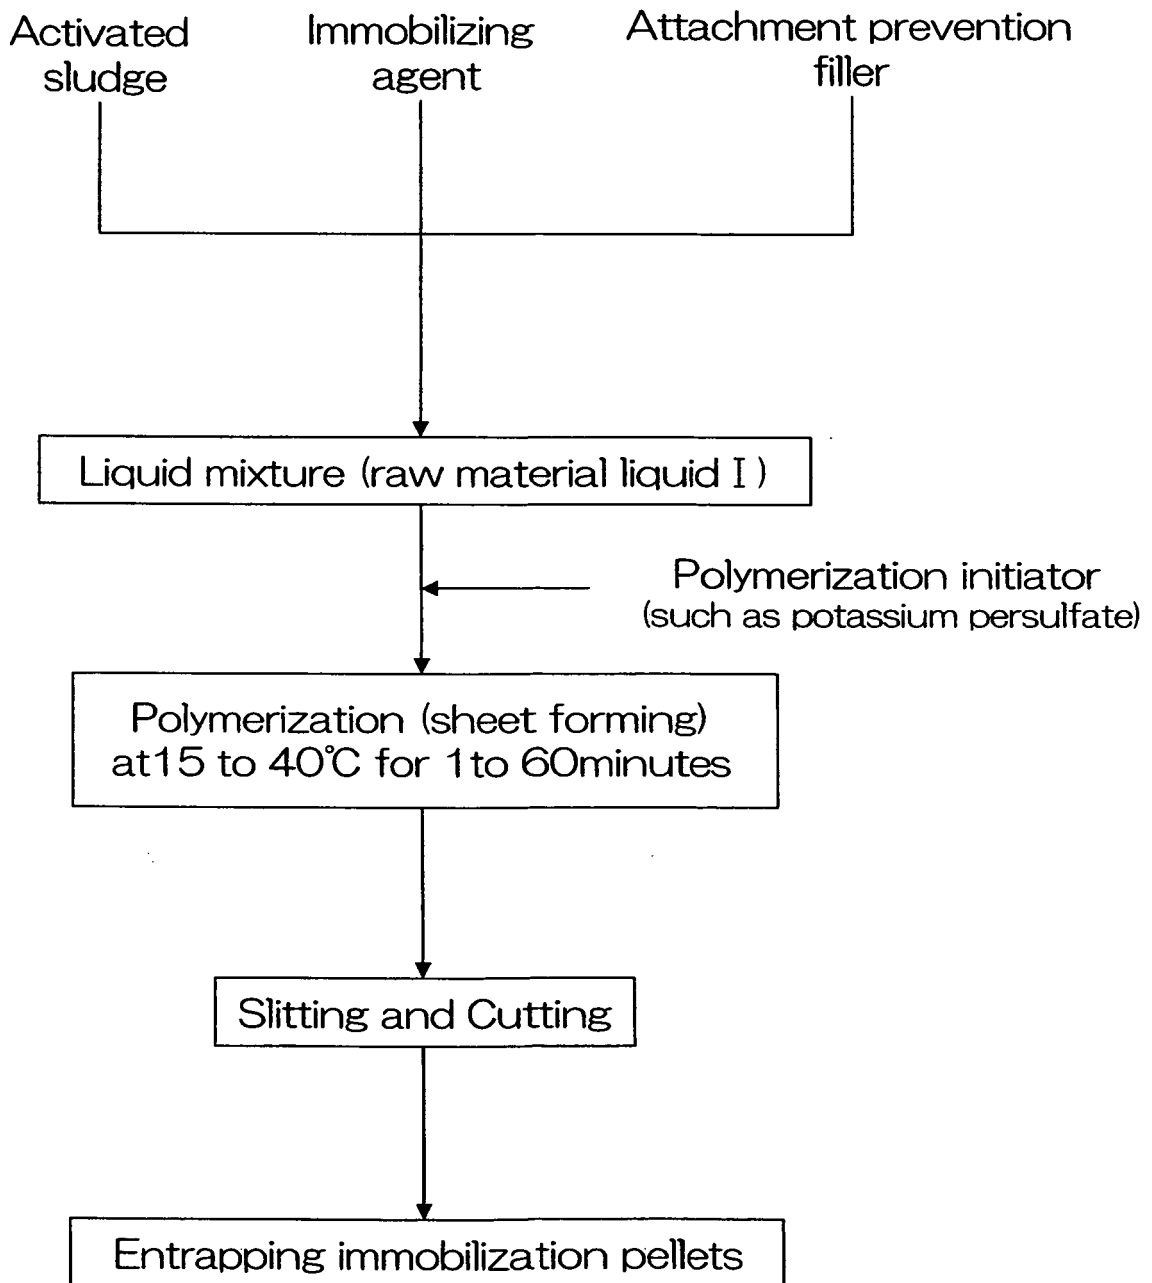 Activated
sludge
Immobilizing
agent
Attachment prevention
filler
Liquid mixture (raw material liquid Ⅰ)
Polymerization initiator
(such as potassium persulfate)
Polymerization (sheet forming)
at15 to 40℃ for 1to 60minutes
Slitting and Cutting
Entrapping immobilization pellets